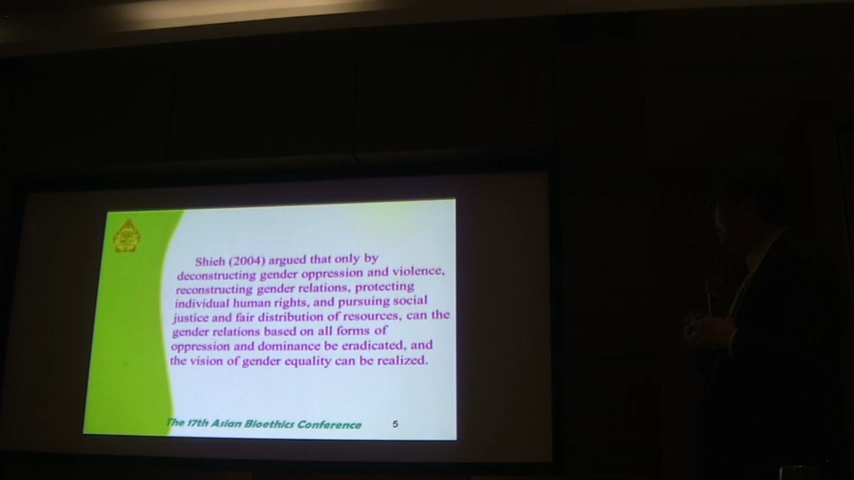 Shieh (2004) argued that only by
deconstructing gender oppression and violence,
reconstructing gender relations, protecting
individual human rights, and pursuing social
justice and fair distribution of resources, can the
gender relations based on all forms of
oppression and dominance be eradicated, and
the vision of gender equality can be realized.
The 17th Asian Bioethics Conference
5